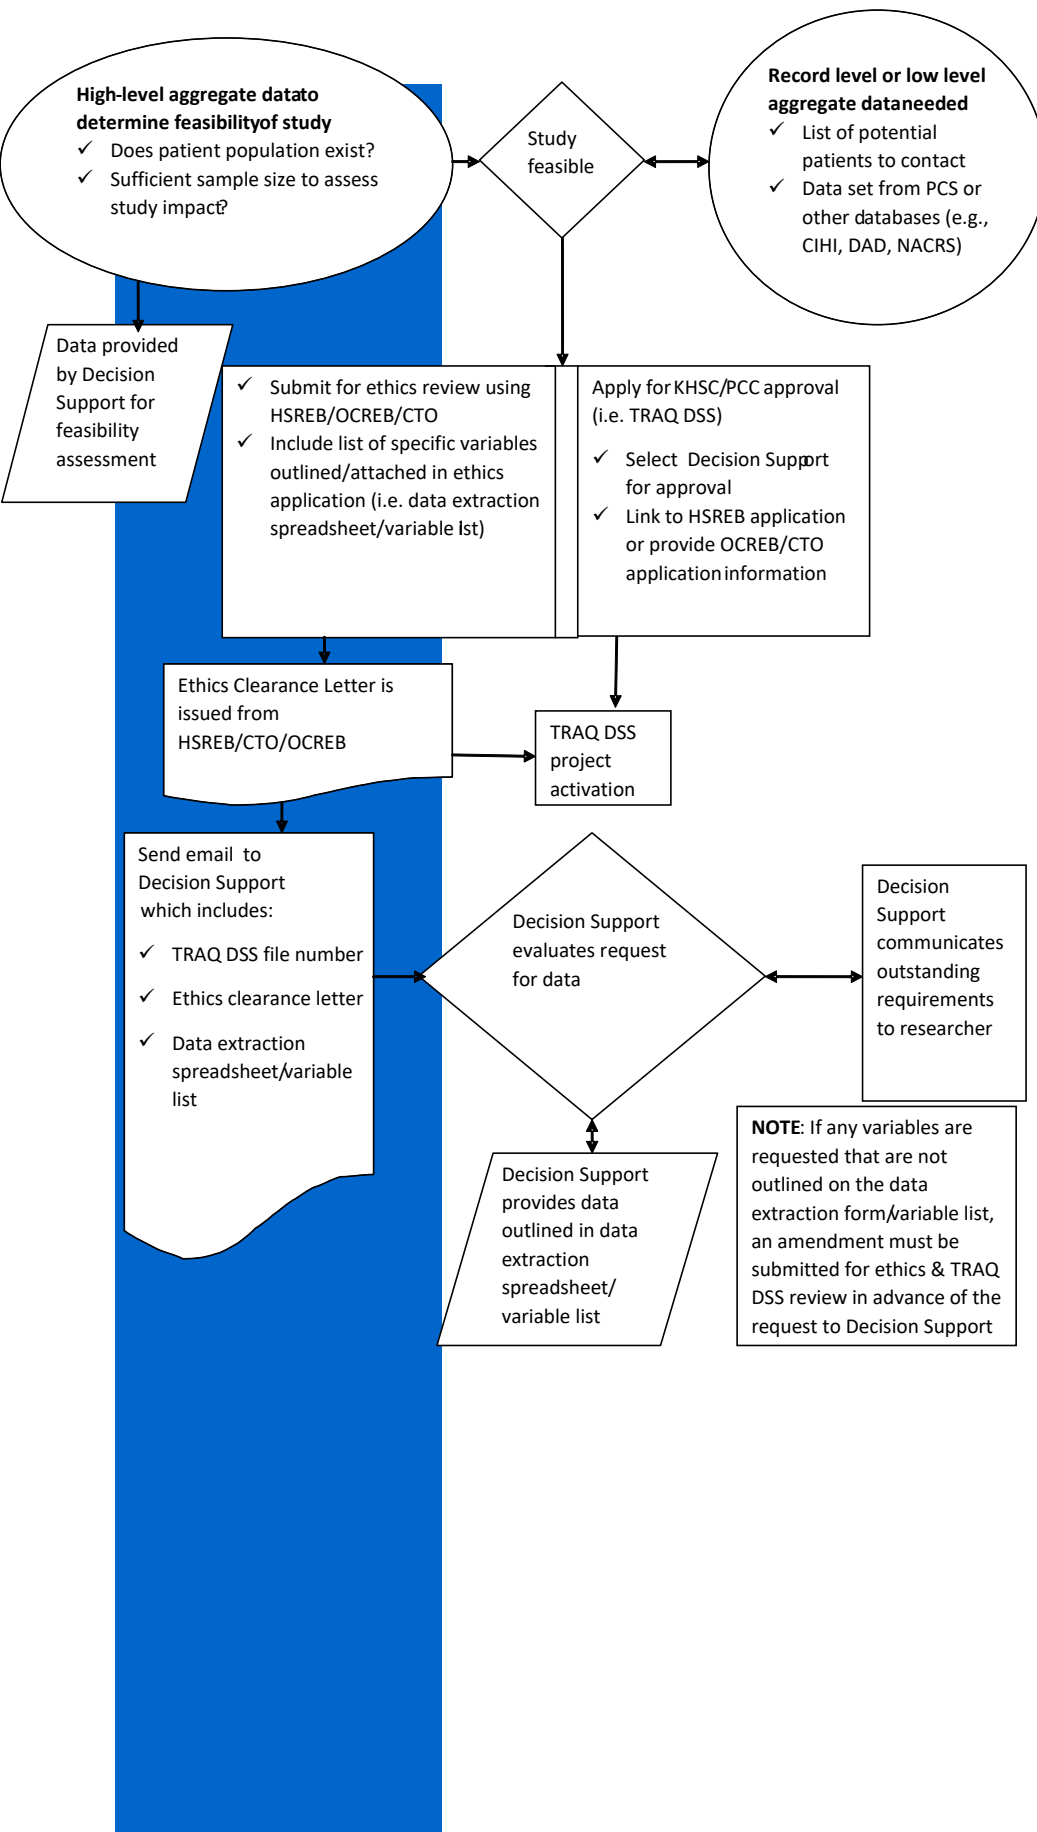 High-level aggregate datato
determine feasibilityof study
✓ Does patient population exist?
✓ Sufficient sample size to assess
study impact?
Study
feasible
Record level or low level
aggregate dataneeded
✓ List of potential
patients to contact
✓ Data set from PCS or
other databases (e.g.,
CIHI, DAD, NACRS)
Data provided
by Decision
Support for
feasibility
assessment
✓ Submit for ethics review using
HSREB/OCREB/CTO
✓ Include list of specific variables
outlined/attached in ethics
application (i.e. data extraction
spreadsheet/variable list)
Apply for KHSC/PCC approval
(i.e. TRAQ DSS)
✓ Select Decision Support
for approval
✓ Link to HSREB application
or provide OCREB/CTO
application information
Ethics Clearance Letter is
issued from
HSREB/CTO/OCREB
TRAQ DSS
project
activation
Send email to
Decision Support
which includes:
✓ TRAQ DSS file number
✓ Ethics clearance letter
✓ Data extraction
spreadsheet/variable
list
Decision Support
evaluates request
for data
Decision
Support
communicates
outstanding
requirements
to researcher
Decision Support
provides data
outlined in data
extraction
spreadsheet/
variable list
NOTE: If any variables are
requested that are not
outlined on the data
extraction form/variable list,
an amendment must be
submitted for ethics & TRAQ
DSS review in advance of the
request to Decision Support